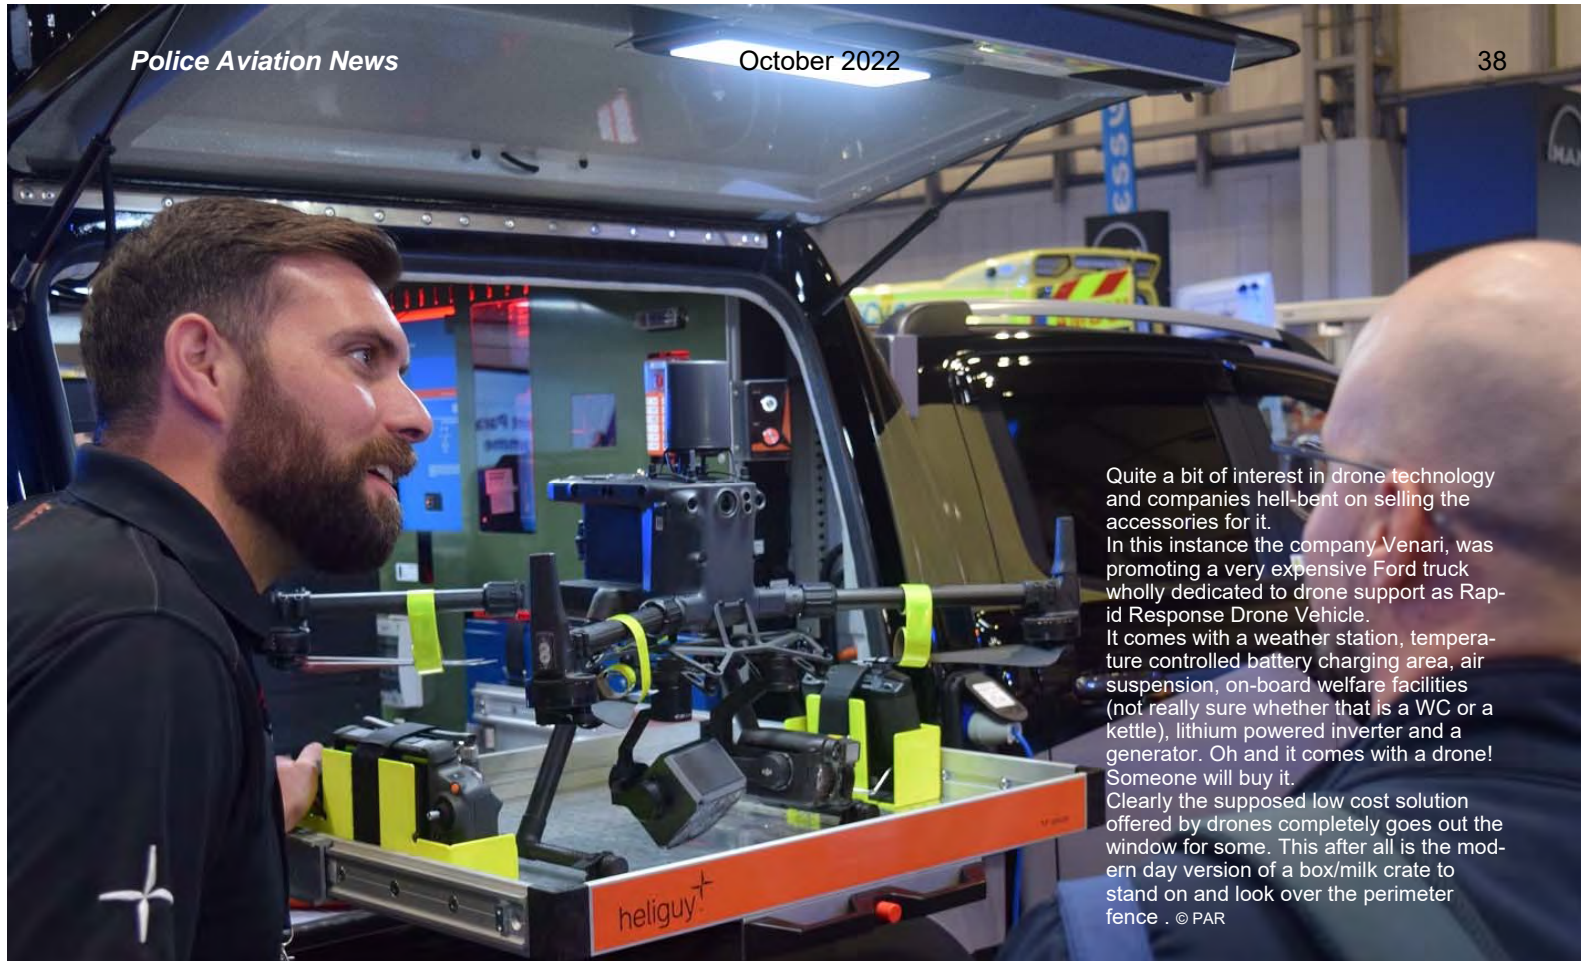 Police Aviation News
October 2022
38
MAN
Quite a bit of interest in drone technology
and companies hell-bent on selling the
accessories for it.
In this instance the company Venari, was
promoting a very expensive Ford truck
wholly dedicated to drone support as Rap-
id Response Drone Vehicle.
It comes with a weather station, tempera-
ture controlled battery charging area, air
suspension, on-board welfare facilities
(not really sure whether that is a WC or a
kettle), lithium powered inverter and a
generator. Oh and it comes with a drone!
Someone will buy it.
Clearly the supposed low cost solution
offered by drones completely goes out the
window for some. This after all is the mod-
ern day version of a box/milk crate to
stand on and look over the perimeter
fence . © PAR
heliguy